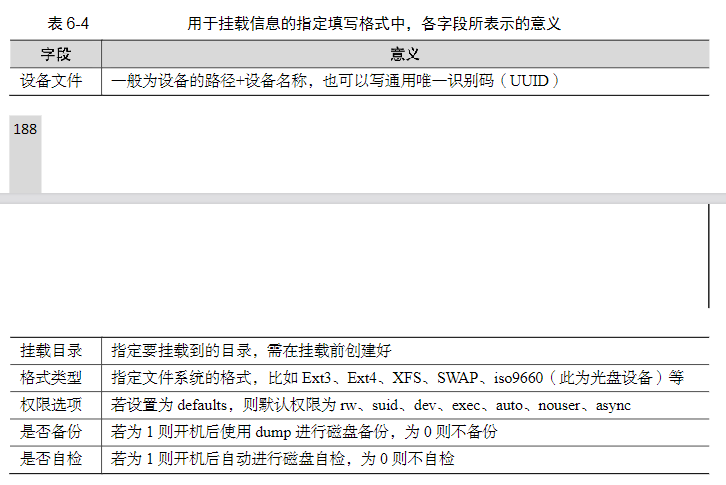 表 6-4 用于挂载信息的指定填写格式中，各字段所表示的意义
字段 意义
设备文件 一般为设备的路径+设备名称，也可以写通用唯一识别码（UUID）
188
挂载目录 指定要挂载到的目录，需在挂载前创建好
格式类型 指定文件系统的格式，比如 Ext3、Ext4、XFS、SWAP、iso9660（此为光盘设备）等
权限选项 若设置为 defaults，则默认权限为 rw、suid、dev、exec、auto、nouser、async
是否备份 若为 1 则开机后使用 dump 进行磁盘备份，为 0 则不备份
是否自检 若为 1 则开机后自动进行磁盘自检，为 0 则不自检